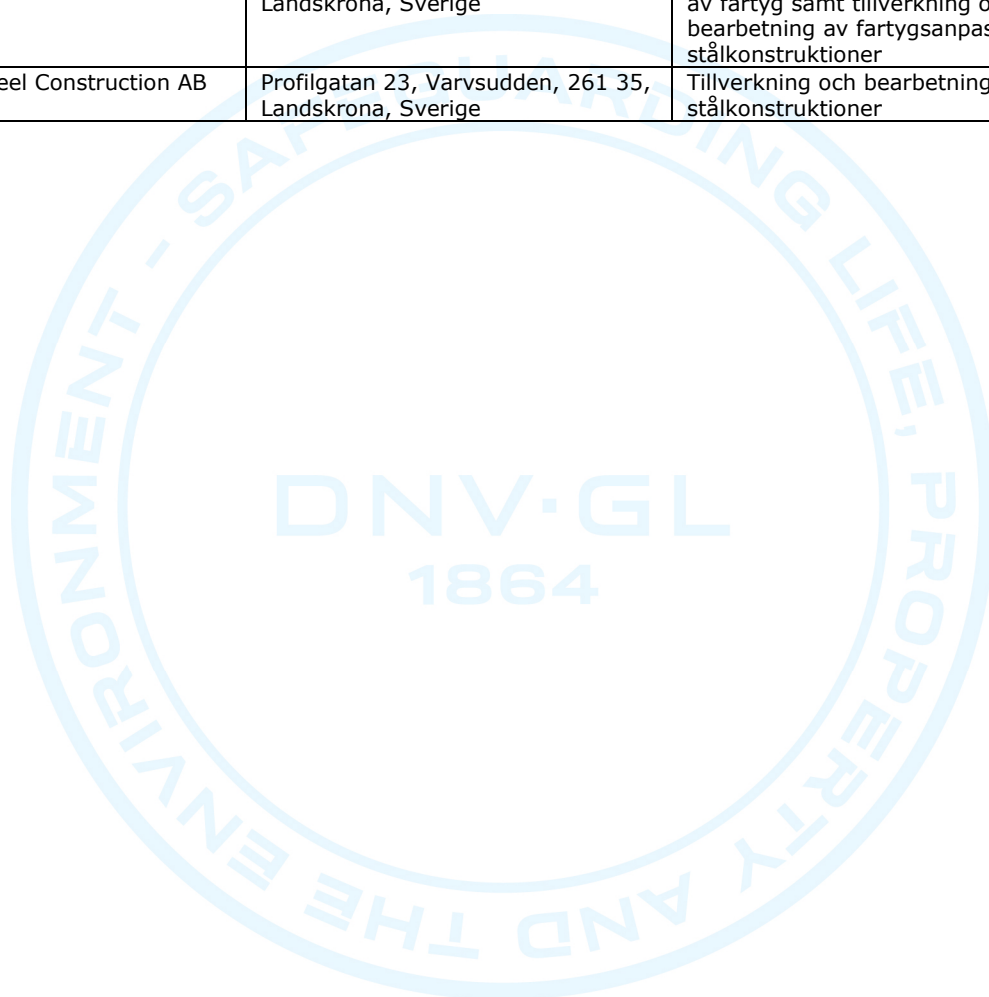 Landskrona, Sverige
av fartyg samt tillverkning
bearbetning av fartygsanpas
stålkonstruktioner
eel Construction AB
Profilgatan 23, Varvsudden, 261 35,
Landskrona, Sverige
Tillverkning och bearbetning
stålkonstruktioner
SAFEGUARDING LIFE, PROPERTY AND THE ENVIRONMENT -
DNV·GL
1864